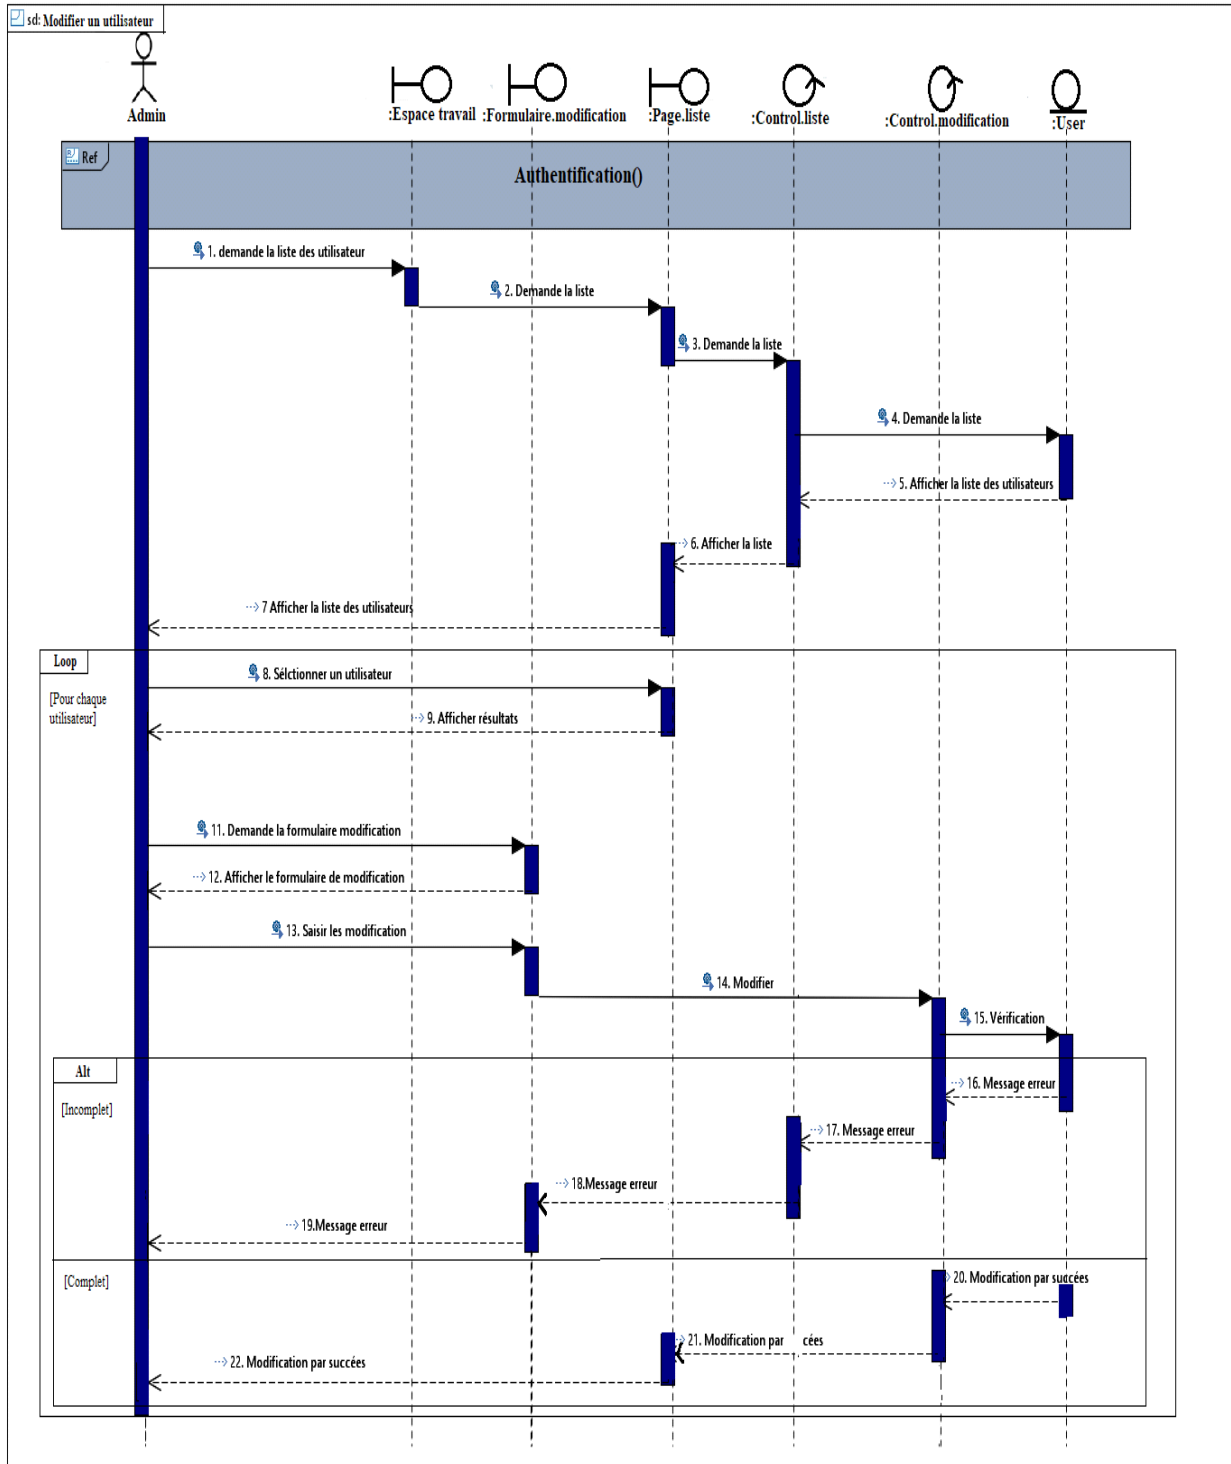 sd: Modifier un utilisateur
Admin
:Espace travail
:Formulaire.modification
:Page.liste
:Control.liste
:Control.modification
:User
Ref
Authentification()
1. demande la liste des utilisateur
2. Demande la liste
3. Demande la liste
4. Demande la liste
5. Afficher la liste des utilisateurs
6. Afficher la liste
7 Afficher la liste des utilisateurs
Loop
[Pour chaque
utilisateur]
8. Sélctionner un utilisateur
9. Afficher résultats
11. Demande la formulaire modification
12. Afficher le formulaire de modification
13. Saisir les modification
14. Modifier
15. Vérification
Alt
[Incomplet]
16. Message erreur
17. Message erreur
18.Message erreur
19.Message erreur
[Complet]
20. Modification par succées
21. Modification par cées
22. Modification par succées